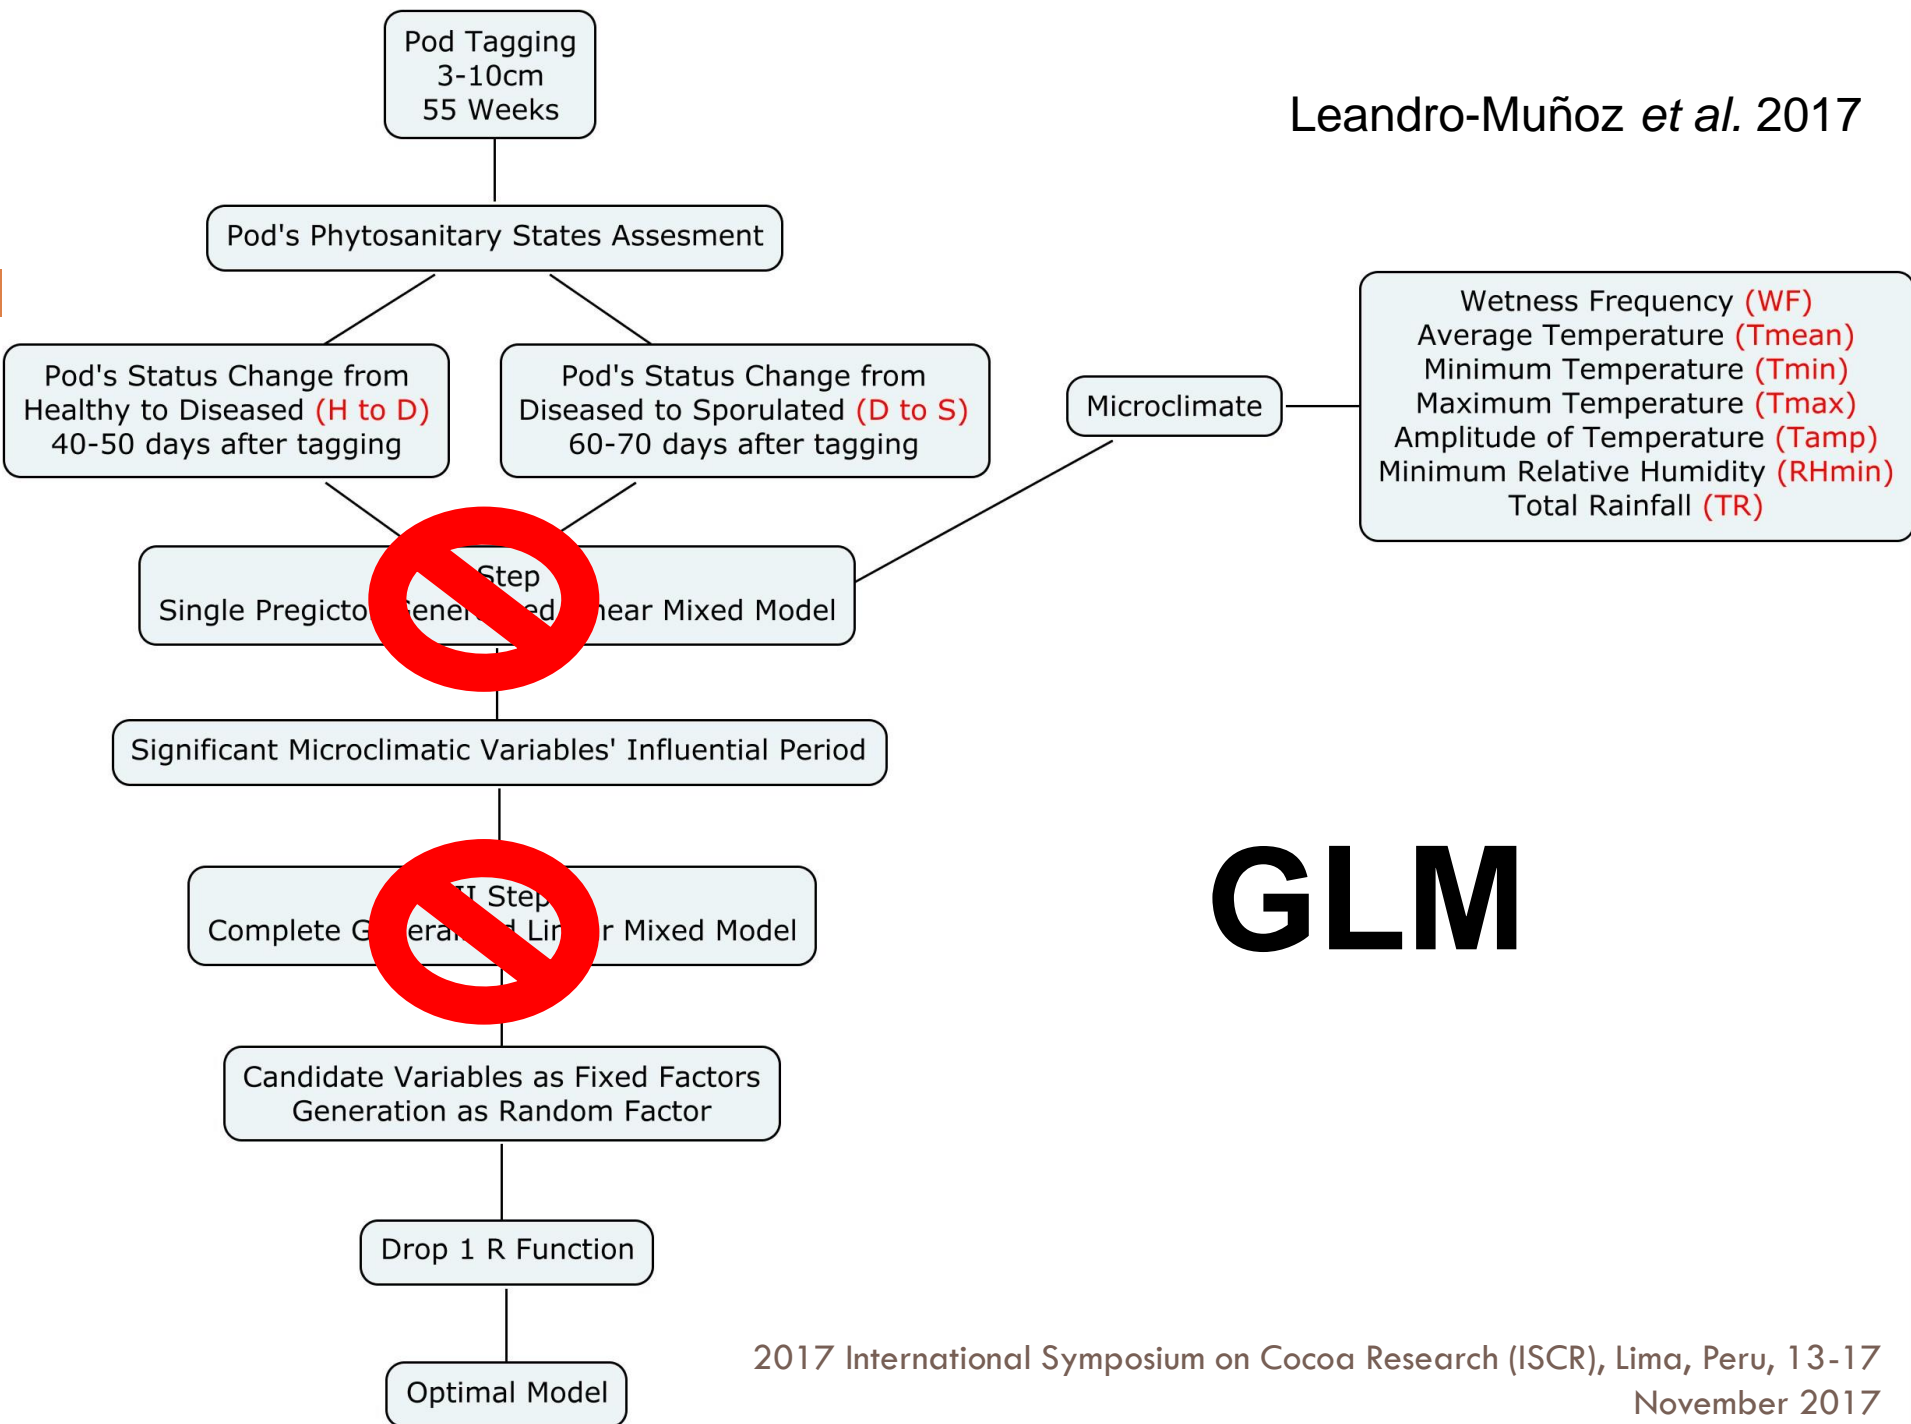 Pod Tagging
3-10cm
55 Weeks
Leandro-Muñoz et al. 2017
Pod's Phytosanitary States Assesment
Pod's Status Change from
Healthy to Diseased (H to D)
40-50 days after tagging
Pod's Status Change from
Diseased to Sporulated (D to S)
60-70 days after tagging
Microclimate
Wetness Frequency (WF)
Average Temperature (Tmean)
Minimum Temperature (Tmin)
Maximum Temperature (Tmax)
Amplitude of Temperature (Tamp)
Minimum Relative Humidity (RHmin)
Total Rainfall (TR)
Step
Single Mixed Model
Significant Microclimatic Variables' Influential Period
Step
Complete Mixed Model
GLM
Candidate Variables as Fixed Factors
Generation as Random Factor
Drop 1 R Function
Optimal Model
2017 International Symposium on Cocoa Research (ISCR), Lima, Peru, 13-17
November 2017